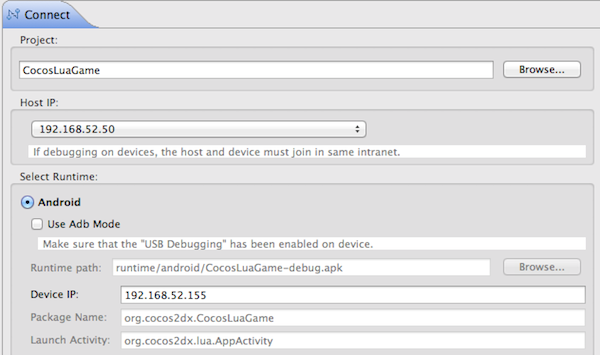 Connect
Project:
CocosLuaGame
Browse...
Host IP:
192.168.52.50
If debugging on devices, the host and device must join in same intranet.
Select Runtime:
Android
Use Adb Mode
Make sure that the "USB Debugging" has been enabled on device.
Runtime path: runtime/android/CocosLuaGame-debug.apk Browse...
Device IP: 192.168.52.155
Package Name: org.cocos2dx.CocosLuaGame
Launch Activity: org.cocos2dx.lua.AppActivity